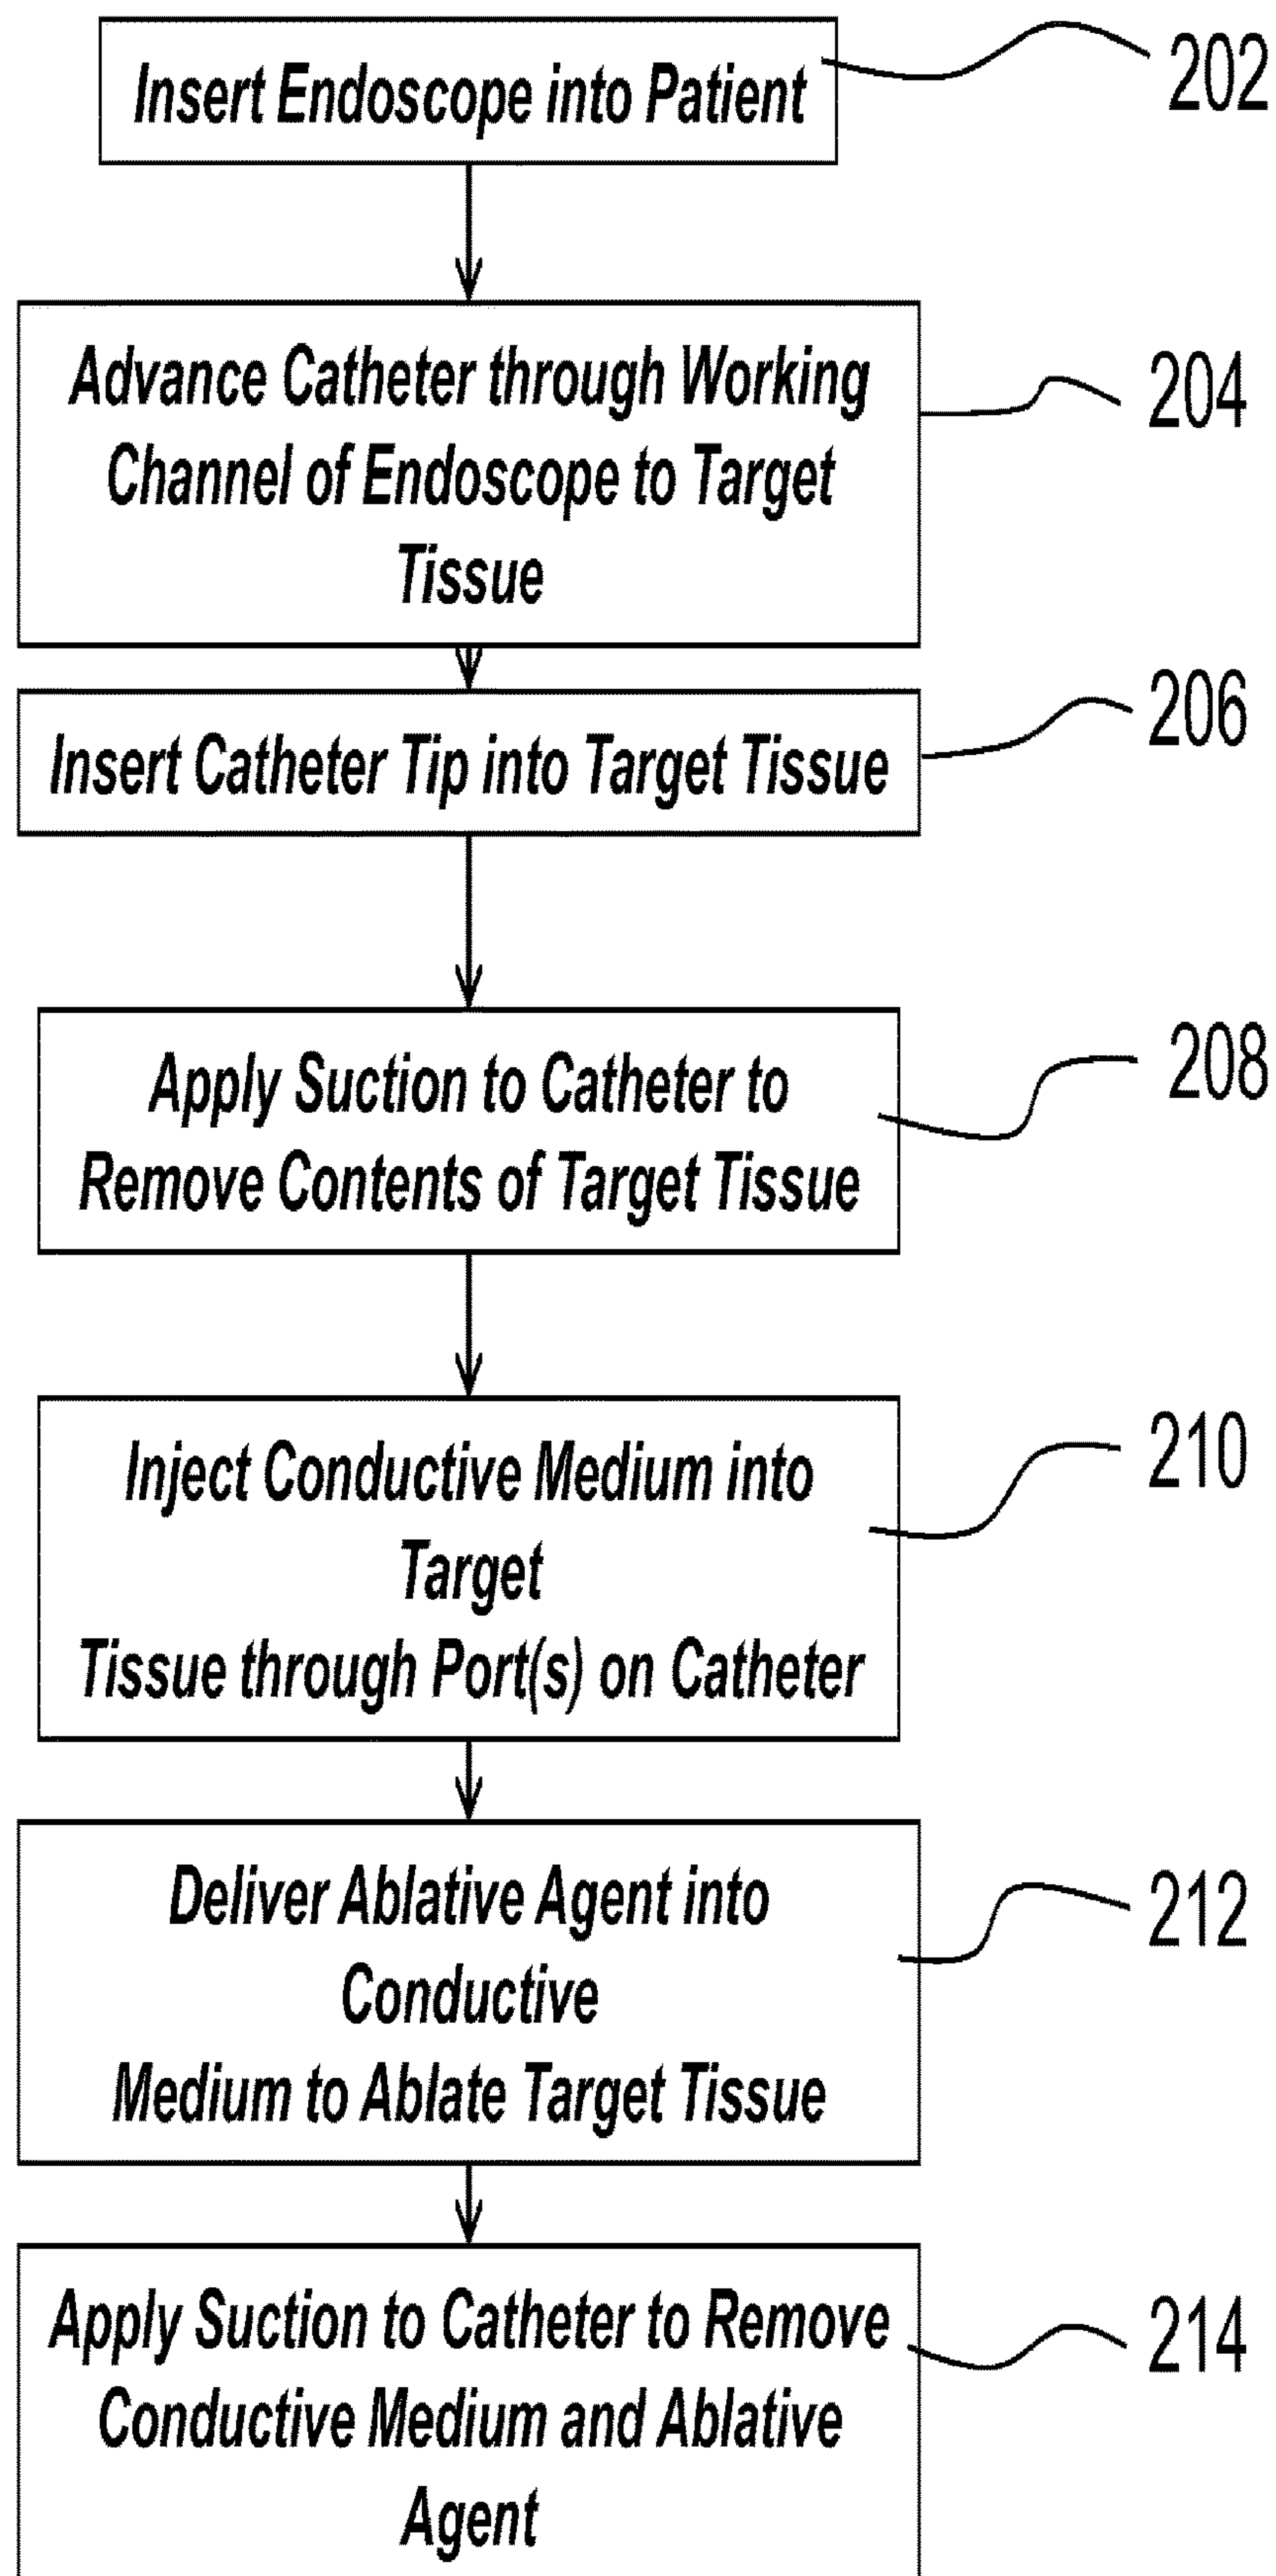 Insert Endoscope into Patient
202
Advance Catheter through Working
Channel of Endoscope to Target
Tissue
204
Insert Catheter Tip into Target Tissue
206
Apply Suction to Catheter to
Remove Contents of Target Tissue
208
Inject Conductive Medium into
Target
Tissue through Port(s) on Catheter
210
Deliver Ablative Agent into
Conductive
Medium to Ablate Target Tissue
212
Apply Suction to Catheter to Remove
Conductive Medium and Ablative
Agent
214